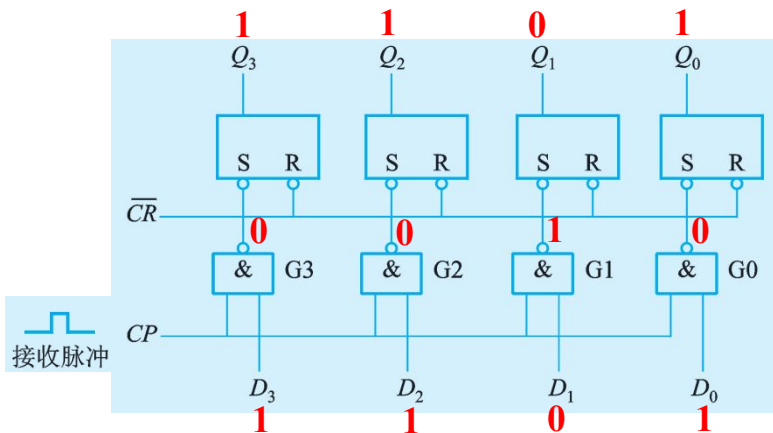 1 1 0 1
Q₃ Q₂ Q₁ Q₀
S R S R S R S R
C̅R̅
0 0 1 0
& G3 & G2 & G1 & G0
CP
接收脉冲
D₃ D₂ D₁ D₀
1 1 0 1